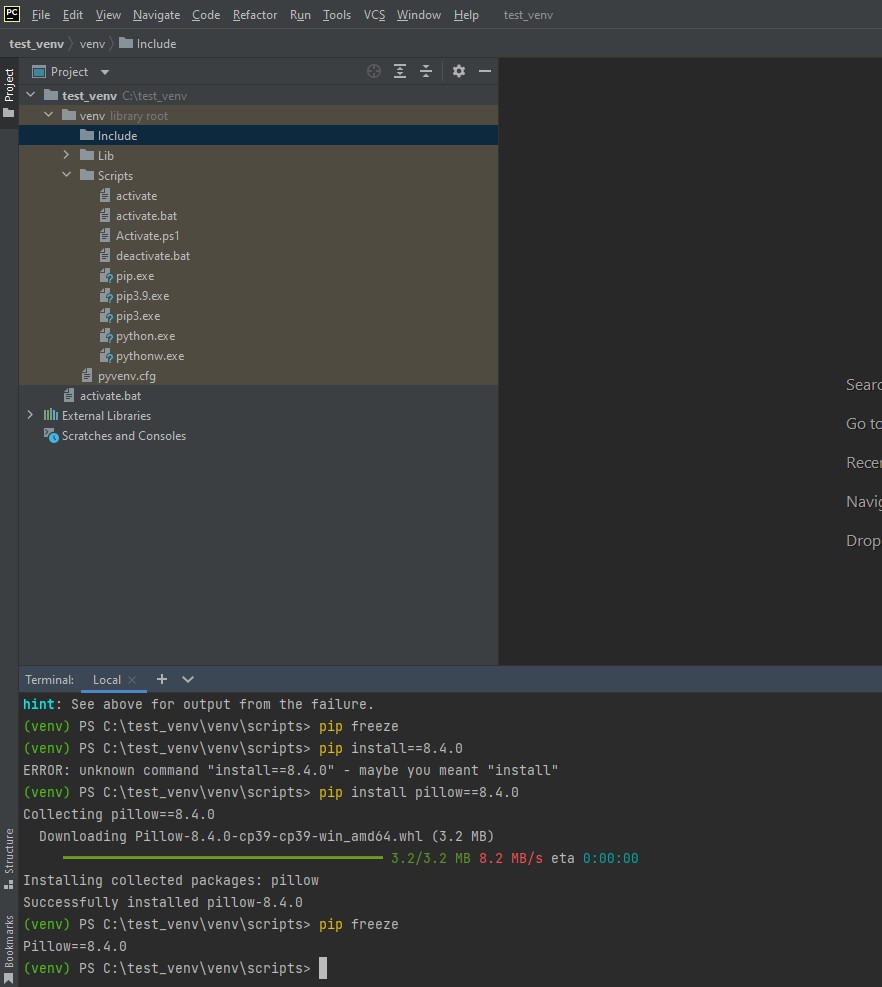 PC File Edit View Navigate Code Refactor Run Tools VCS Window Help test_venv
test_venv venv Include
Project
Project
test_venv C:\test_venv
venv library root
Include
Lib
Scripts
activate
activate.bat
Activate.ps1
deactivate.bat
pip.exe
pip3.9.exe
pip3.exe
python.exe
pythonw.exe
pyvenv.cfg
activate.bat
External Libraries
Scratches and Consoles
Searc
Go to
Recer
Navig
Drop
Structure
Bookmarks
Terminal: Local
hint: See above for output from the failure.
(venv) PS C:\test_venv\venv\scripts> pip freeze
(venv) PS C:\test_venv\venv\scripts> pip install==8.4.0
ERROR: unknown command "install==8.4.0" - maybe you meant "install"
(venv) PS C:\test_venv\venv\scripts> pip install pillow==8.4.0
Collecting pillow==8.4.0
Downloading Pillow-8.4.0-cp39-cp39-win_amd64.whl (3.2 MB)
3.2/3.2 MB 8.2 MB/s eta 0:00:00
Installing collected packages: pillow
Successfully installed pillow-8.4.0
(venv) PS C:\test_venv\venv\scripts> pip freeze
Pillow==8.4.0
(venv) PS C:\test_venv\venv\scripts>